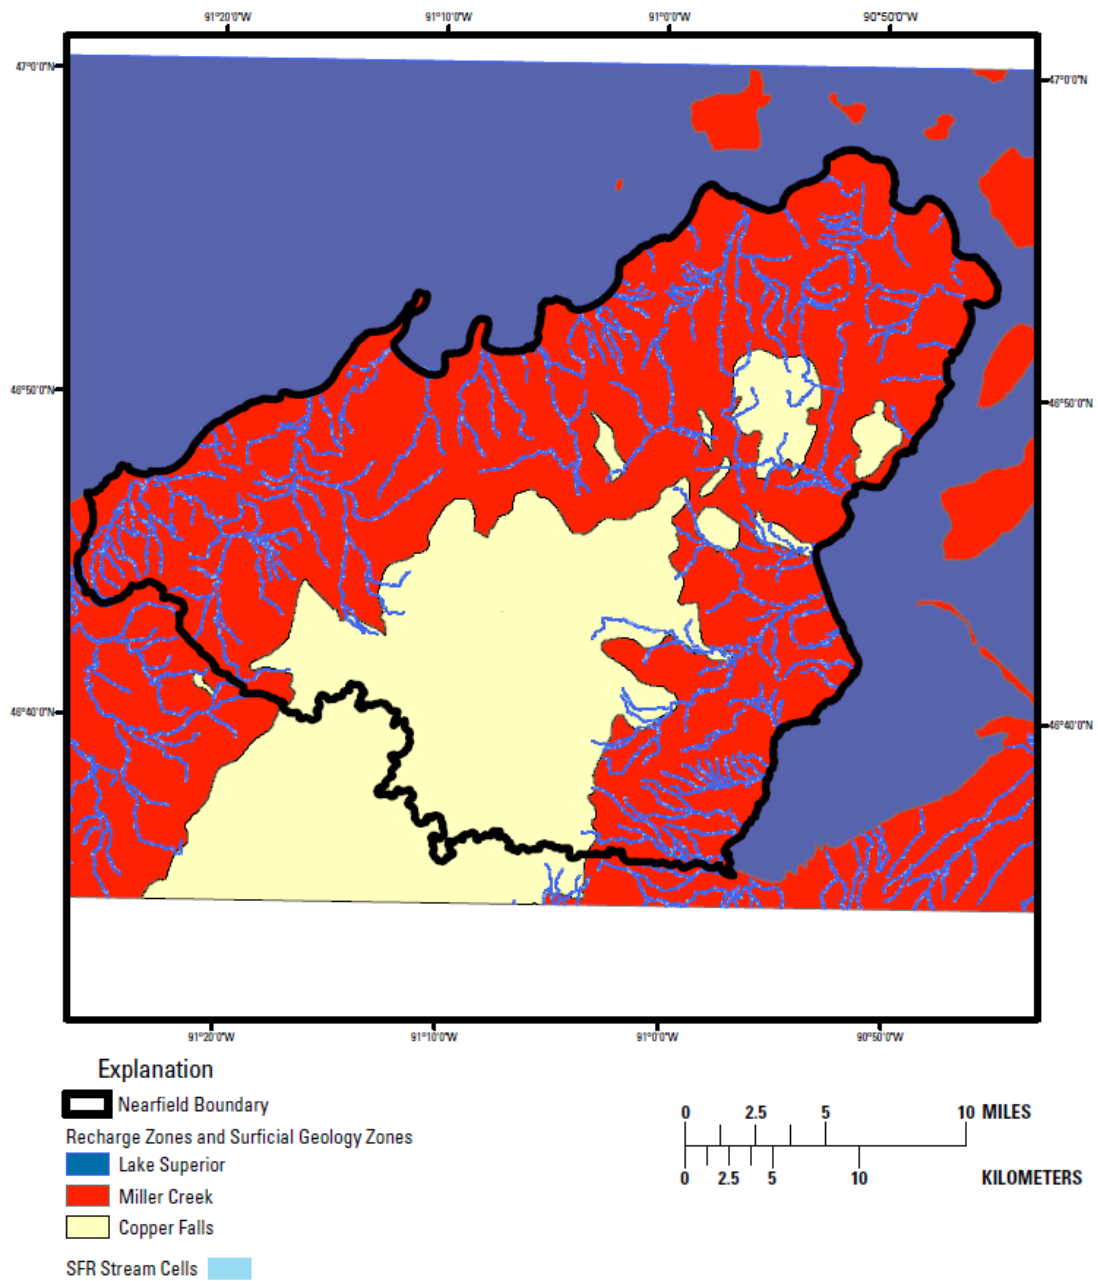 91°20'0"W 91°10'0"W 91°0'0"W 90°50'0"W
47°0'0"N 47°0'0"N
46°50'0"N 46°50'0"N
46°40'0"N 46°40'0"N
91°20'0"W 91°10'0"W 91°0'0"W 90°50'0"W
Explanation
Nearfield Boundary
Recharge Zones and Surficial Geology Zones
Lake Superior
Miller Creek
Copper Falls
SFR Stream Cells
0 2.5 5 10 MILES
0 2.5 5 10 KILOMETERS